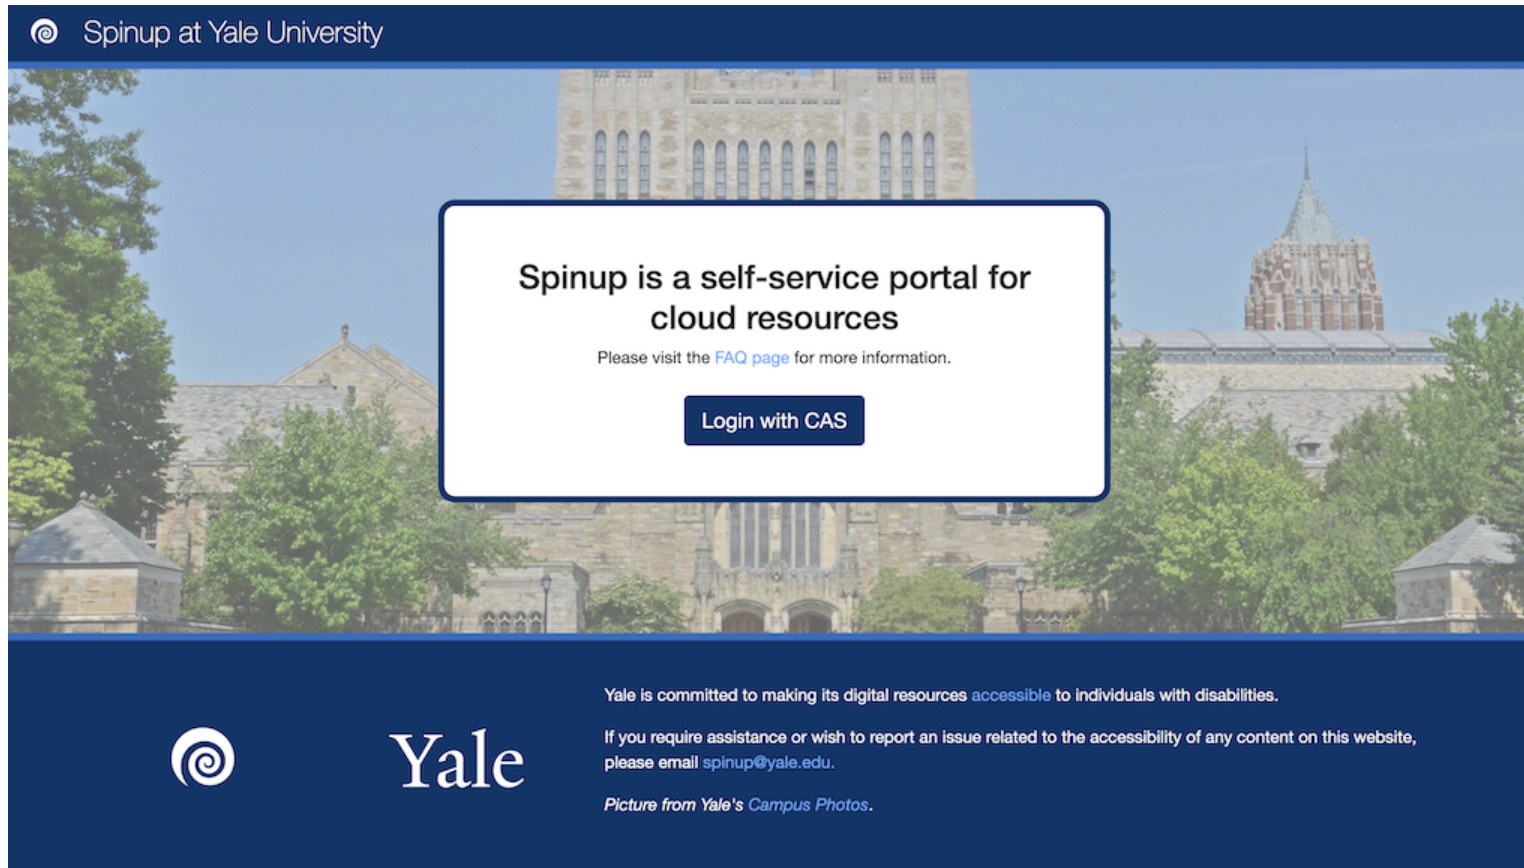 Spinup at Yale University
Spinup is a self-service portal for
cloud resources
Please visit the FAQ page for more information.
Login with CAS
Yale
Yale is committed to making its digital resources accessible to individuals with disabilities.
If you require assistance or wish to report an issue related to the accessibility of any content on this website,
please email spinup@yale.edu.
Picture from Yale's Campus Photos.